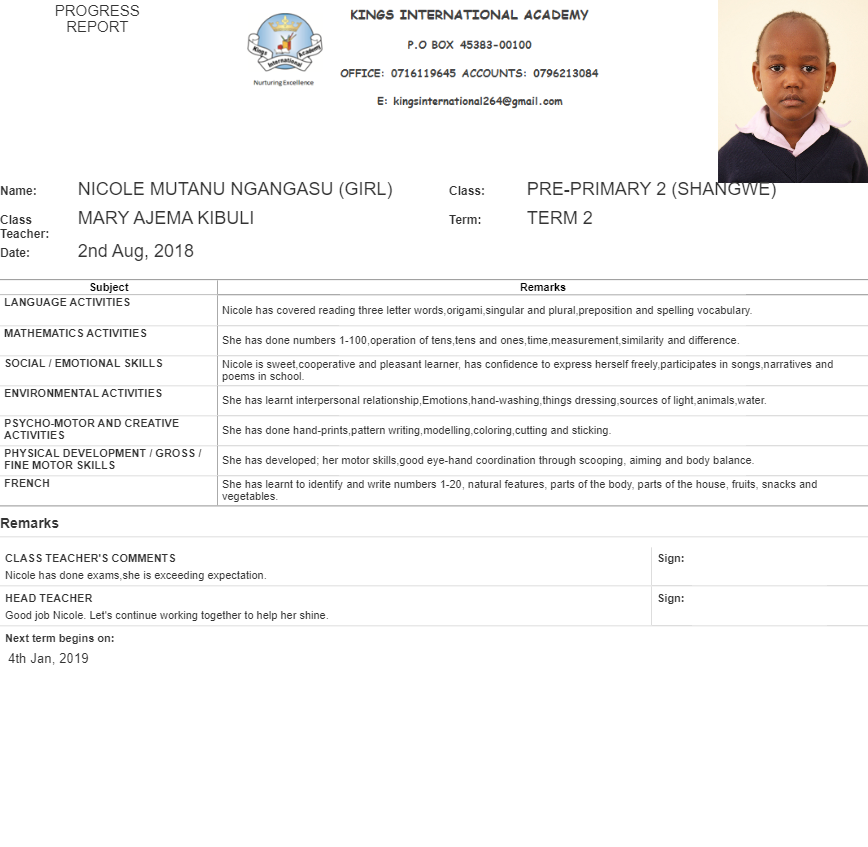 PROGRESS
REPORT
Kings Academy
International
Nurturing Excellence
KINGS INTERNATIONAL ACADEMY
P.O BOX 45383-00100
OFFICE: 0716119645 ACCOUNTS: 0796213084
E: kingsinternational264@gmail.com
Name: NICOLE MUTANU NGANGASU (GIRL) Class: PRE-PRIMARY 2 (SHANGWE)
Class Teacher: MARY AJEMA KIBULI Term: TERM 2
Date: 2nd Aug, 2018
Subject Remarks
LANGUAGE ACTIVITIES
Nicole has covered reading three letter words,origami,singular and plural,preposition and spelling vocabulary.
MATHEMATICS ACTIVITIES
She has done numbers 1-100,operation of tens,tens and ones,time,measurement,similarity and difference.
SOCIAL / EMOTIONAL SKILLS
Nicole is sweet,cooperative and pleasant learner, has confidence to express herself freely,participates in songs,narratives and
poems in school.
ENVIRONMENTAL ACTIVITIES
She has learnt interpersonal relationship,Emotions,hand-washing,things dressing,sources of light,animals,water.
PSYCHO-MOTOR AND CREATIVE
ACTIVITIES
She has done hand-prints,pattern writing,modelling,coloring,cutting and sticking.
PHYSICAL DEVELOPMENT / GROSS /
FINE MOTOR SKILLS
She has developed; her motor skills,good eye-hand coordination through scooping, aiming and body balance.
FRENCH
She has learnt to identify and write numbers 1-20, natural features, parts of the body, parts of the house, fruits, snacks and
vegetables.
Remarks
CLASS TEACHER'S COMMENTS Sign:
Nicole has done exams,she is exceeding expectation.
HEAD TEACHER Sign:
Good job Nicole. Let's continue working together to help her shine.
Next term begins on:
4th Jan, 2019